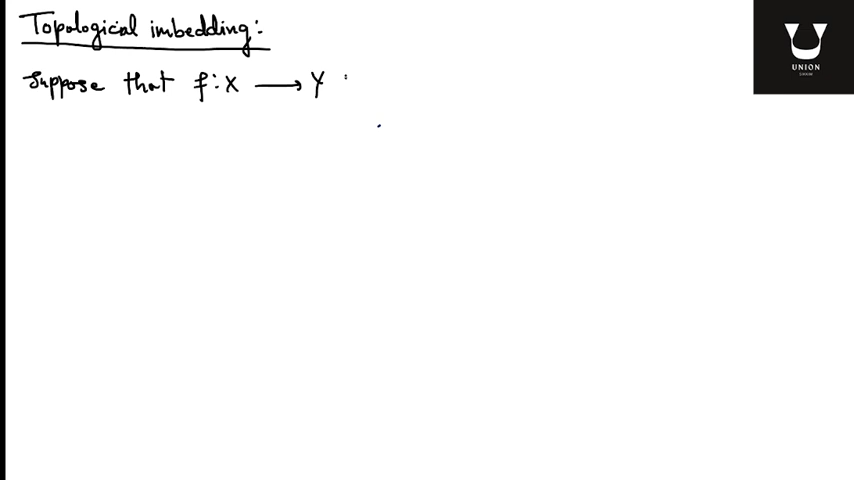 Topological imbedding:
Suppose that f: X ⟶ Y
UNION